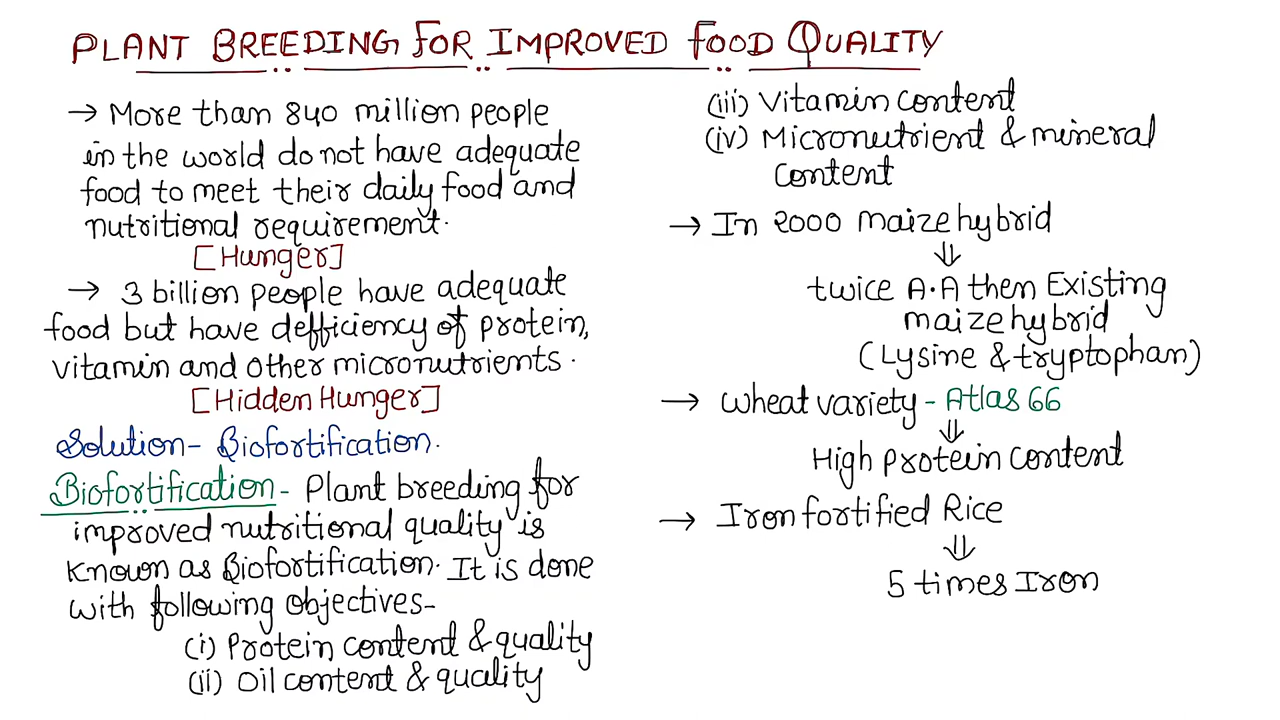 PLANT BREEDING FOR IMPROVED FOOD QUALITY
→ More than 840 million people
in the world do not have adequate
food to meet their daily food and
nutritional requirement.
[Hunger]
→ 3 billion people have adequate
food but have defficiency of protein,
vitamin and other micronutrients.
[Hidden Hunger]
Solution- Biofortification.
Biofortification- Plant breeding for
improved nutritional quality is
known as Biofortification. It is done
with following objectives-
(i) Protein content & quality
(ii) Oil content & quality
(iii) Vitamin content
(iv) Micronutrient & mineral
content
→ In 2000 maize hybrid
⇓
twice A.A then Existing
maize hybrid
(Lysine & tryptophan)
→ Wheat variety - Atlas 66
⇓
High Protein content
→ Iron fortified Rice
⇓
5 times Iron